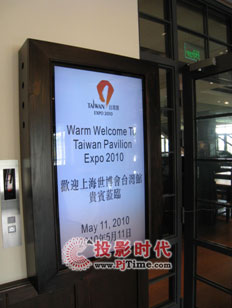 TAIWAN
EXPO 2010
Warm Welcome To
Taiwan Pavilion
Expo 2010
歡迎上海世博會台灣館
貴賓蒞臨
May 11, 2010
2010年5月11日
投影时代
www.PjTime.com